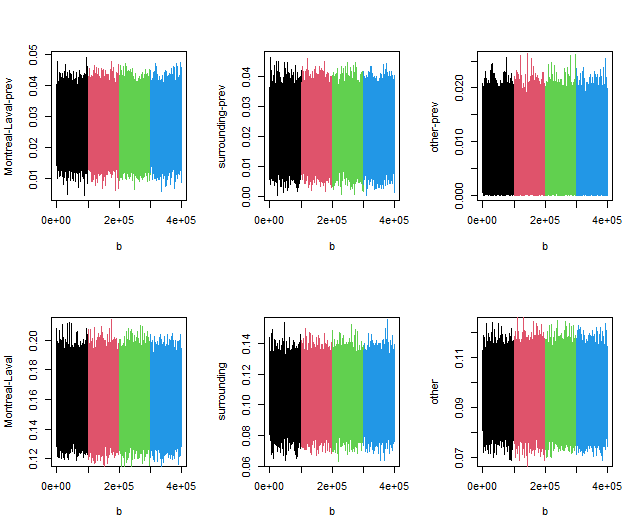 Montreal-Laval-prev
0.01 0.02 0.03 0.04 0.05
0e+00 2e+05 4e+05
b
surrounding-prev
0.00 0.01 0.02 0.03 0.04
0e+00 2e+05 4e+05
b
other-prev
0.000 0.010 0.020
0e+00 2e+05 4e+05
b
Montreal-Laval
0.12 0.14 0.16 0.18 0.20
0e+00 2e+05 4e+05
b
surrounding
0.06 0.08 0.10 0.12 0.14
0e+00 2e+05 4e+05
b
other
0.07 0.09 0.11
0e+00 2e+05 4e+05
b